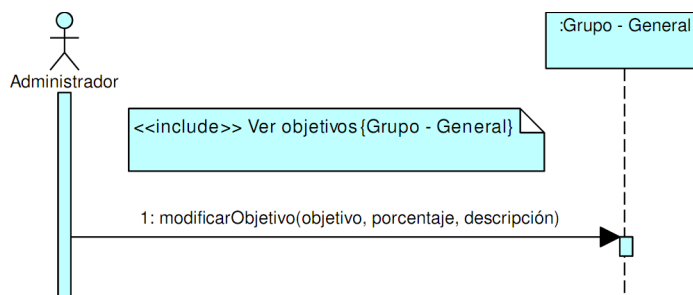 :Grupo - General
Administrador
<<include>> Ver objetivos{Grupo - General}
1: modificarObjetivo(objetivo, porcentaje, descripción)